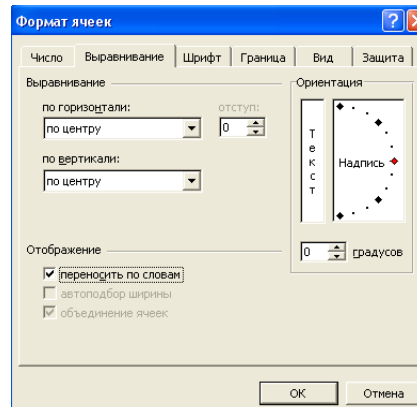 Формат ячеек
Число Выравнивание Шрифт Граница Вид Защита
Выравнивание
по горизонтали: отступ:
по центру 0
по вертикали:
по центру
Отображение
переносить по словам
автоподбор ширины
объединение ячеек
Ориентация
Текст
Надпись
0 градусов
ОК Отмена